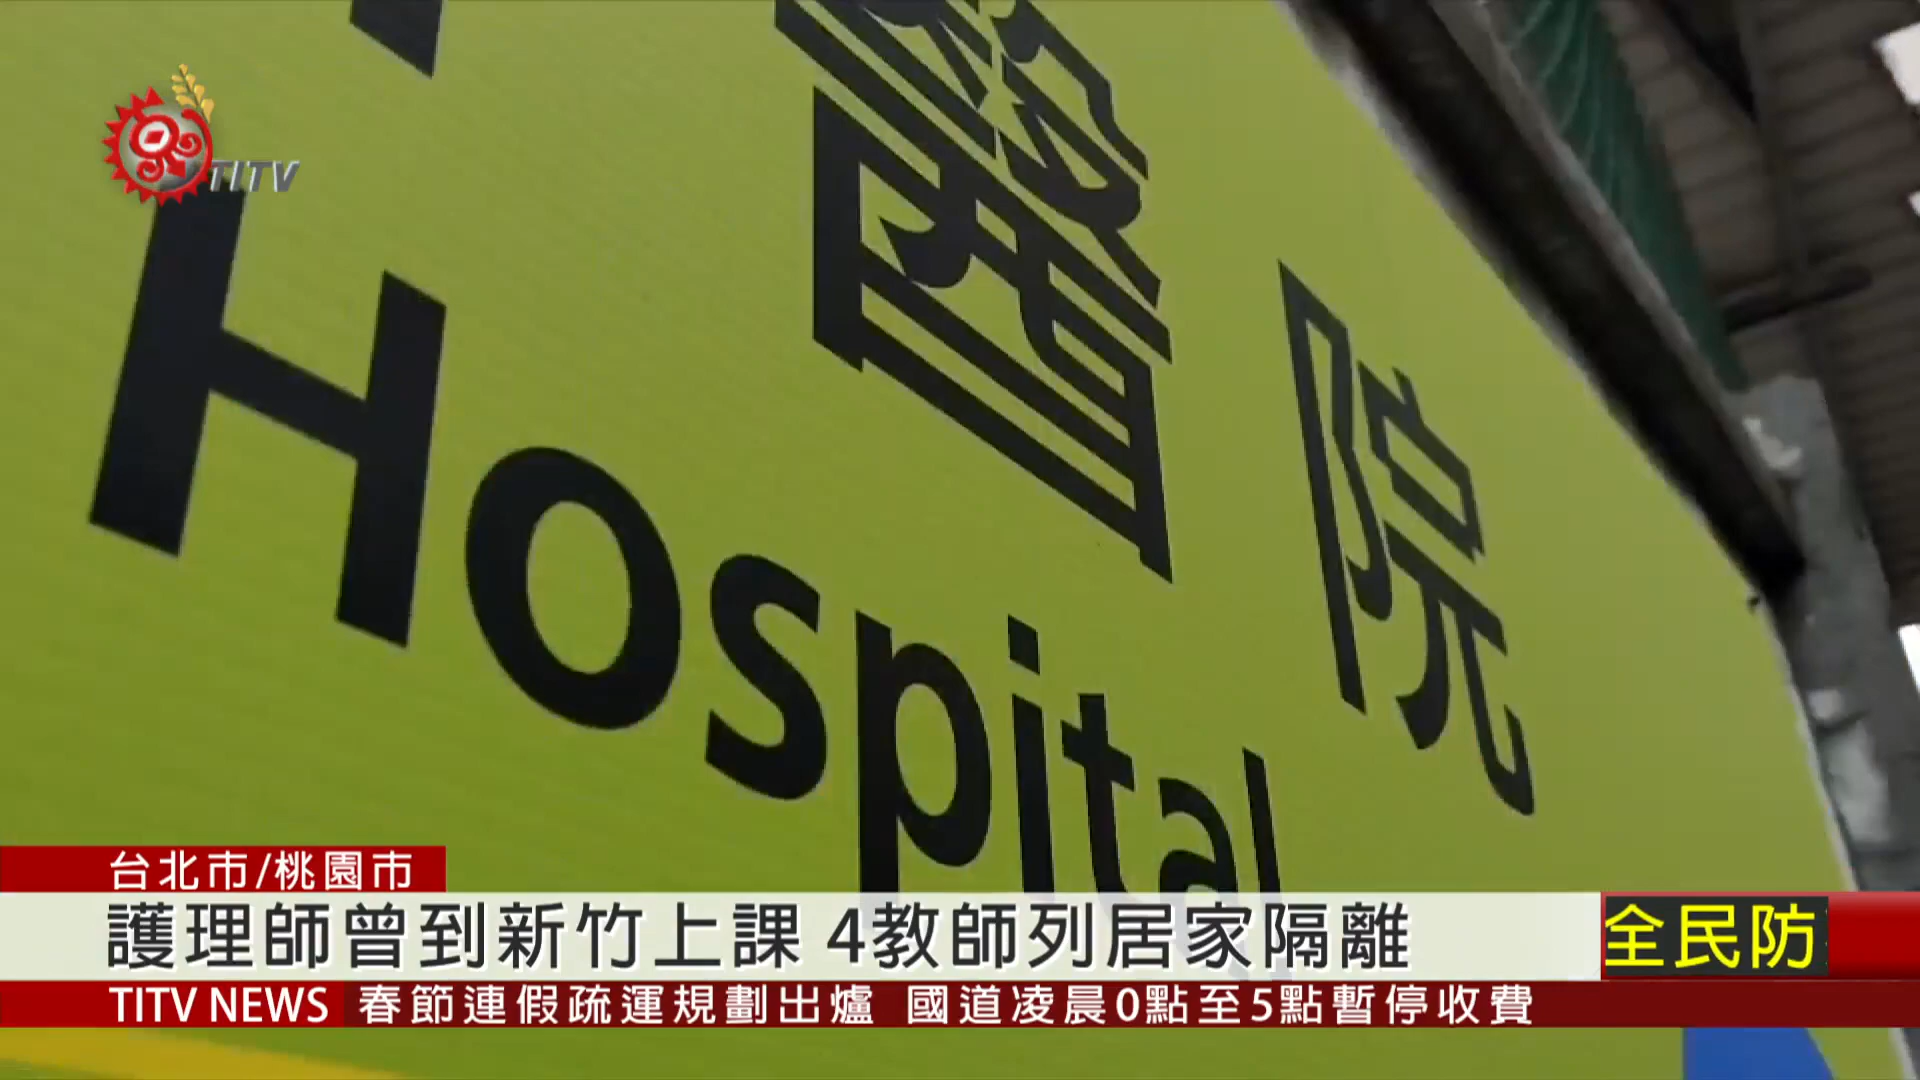 TITV
醫院
Hospital
台北市/桃園市
護理師曾到新竹上課 4教師列居家隔離
全民防
TITV NEWS 春節連假疏運規劃出爐 國道凌晨0點至5點暫停收費